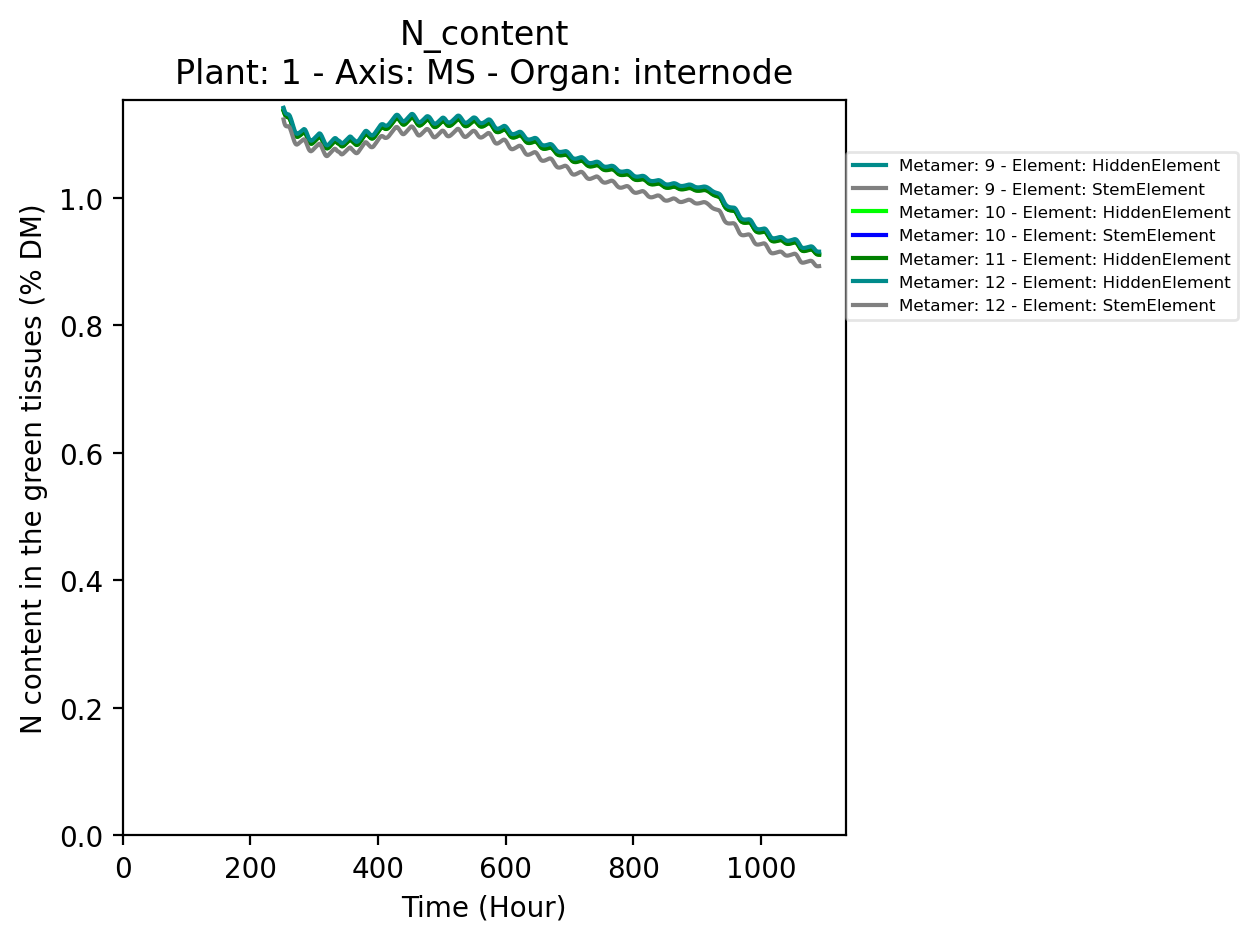 N_content
Plant: 1 - Axis: MS - Organ: internode
N content in the green tissues (% DM)
1.0
0.8
0.6
0.4
0.2
0.0
0
200
400
600
800
1000
Time (Hour)
Metamer: 9 - Element: HiddenElement
Metamer: 9 - Element: StemElement
Metamer: 10 - Element: HiddenElement
Metamer: 10 - Element: StemElement
Metamer: 11 - Element: HiddenElement
Metamer: 12 - Element: HiddenElement
Metamer: 12 - Element: StemElement